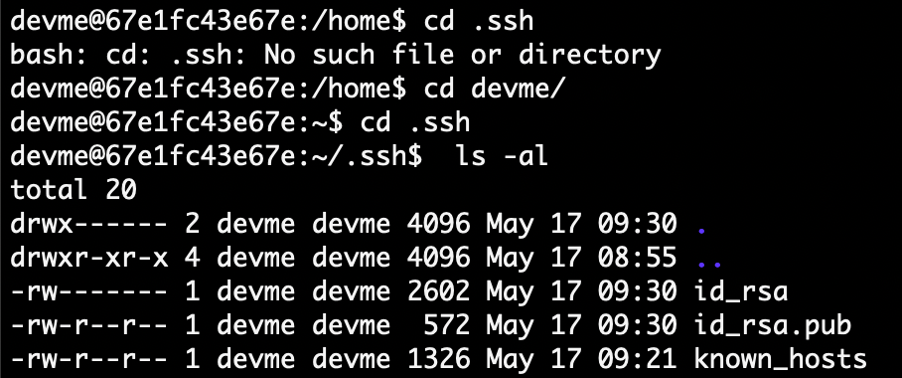 devme@67e1fc43e67e:/home$ cd .ssh
bash: cd: .ssh: No such file or directory
devme@67e1fc43e67e:/home$ cd devme/
devme@67e1fc43e67e:~$ cd .ssh
devme@67e1fc43e67e:~/.ssh$  ls -al
total 20
drwx------ 2 devme devme 4096 May 17 09:30 .
drwxr-xr-x 4 devme devme 4096 May 17 08:55 ..
-rw------- 1 devme devme 2602 May 17 09:30 id_rsa
-rw-r--r-- 1 devme devme  572 May 17 09:30 id_rsa.pub
-rw-r--r-- 1 devme devme 1326 May 17 09:21 known_hosts